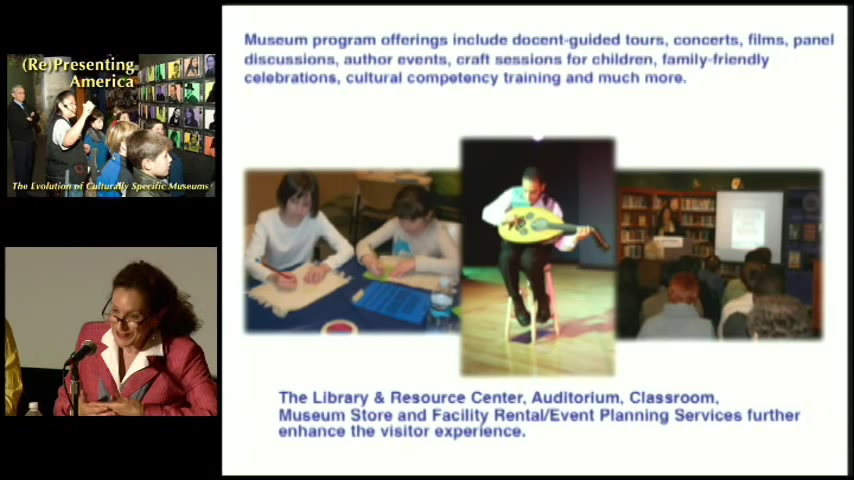 (Re)Presenting
America
The Evolution of Culturally Specific Museums
Museum program offerings include docent-guided tours, concerts, films, panel
discussions, author events, craft sessions for children, family-friendly
celebrations, cultural competency training and much more.
The Library & Resource Center, Auditorium, Classroom,
Museum Store and Facility Rental/Event Planning Services further
enhance the visitor experience.